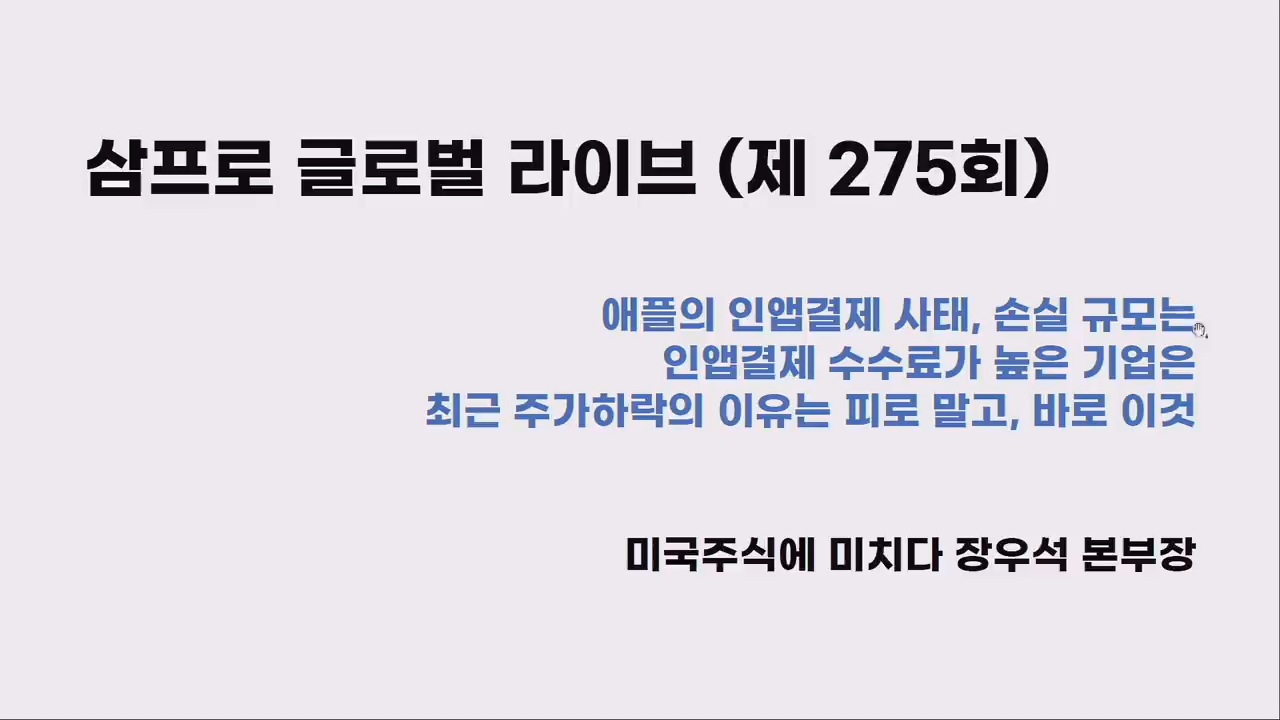 삼프로 글로벌 라이브 (제 275회)
애플의 인앱결제 사태, 손실 규모는
인앱결제 수수료가 높은 기업은
최근 주가하락의 이유는 피로 말고, 바로 이것
미국주식에 미치다 장우석 본부장